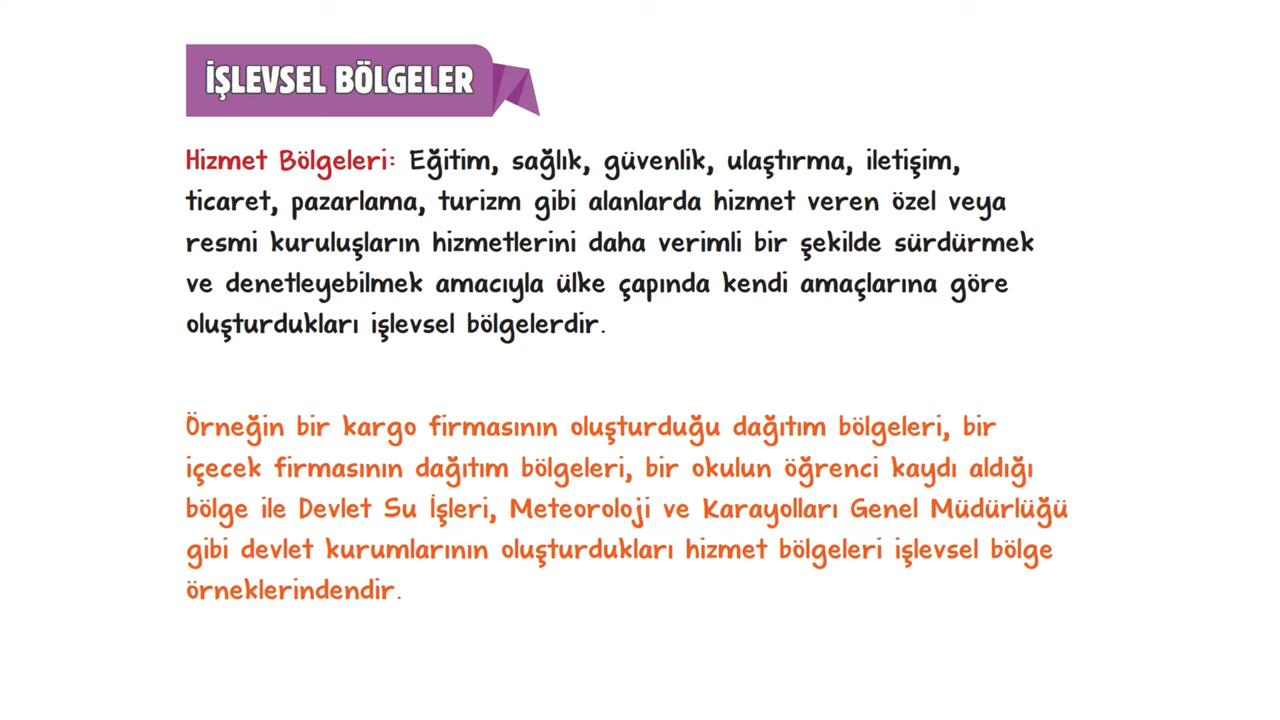 İŞLEVSEL BÖLGELER
Hizmet Bölgeleri: Eğitim, sağlık, güvenlik, ulaştırma, iletişim,
ticaret, pazarlama, turizm gibi alanlarda hizmet veren özel veya
resmi kuruluşların hizmetlerini daha verimli bir şekilde sürdürmek
ve denetleyebilmek amacıyla ülke çapında kendi amaçlarına göre
oluşturdukları işlevsel bölgelerdir.
Örneğin bir kargo firmasının oluşturduğu dağıtım bölgeleri, bir
içecek firmasının dağıtım bölgeleri, bir okulun öğrenci kaydı aldığı
bölge ile Devlet Su İşleri, Meteoroloji ve Karayolları Genel Müdürlüğü
gibi devlet kurumlarının oluşturdukları hizmet bölgeleri işlevsel bölge
örneklerindendir.